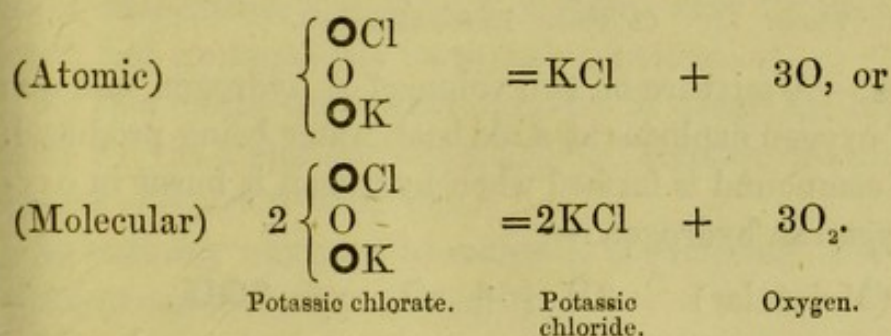 OCl
(Atomic) O =KCl + 3O, or
OK
OCl
(Molecular) 2 O =2KCl + 3O₂.
OK
Potassic chlorate. Potassic Oxygen.
chloride.